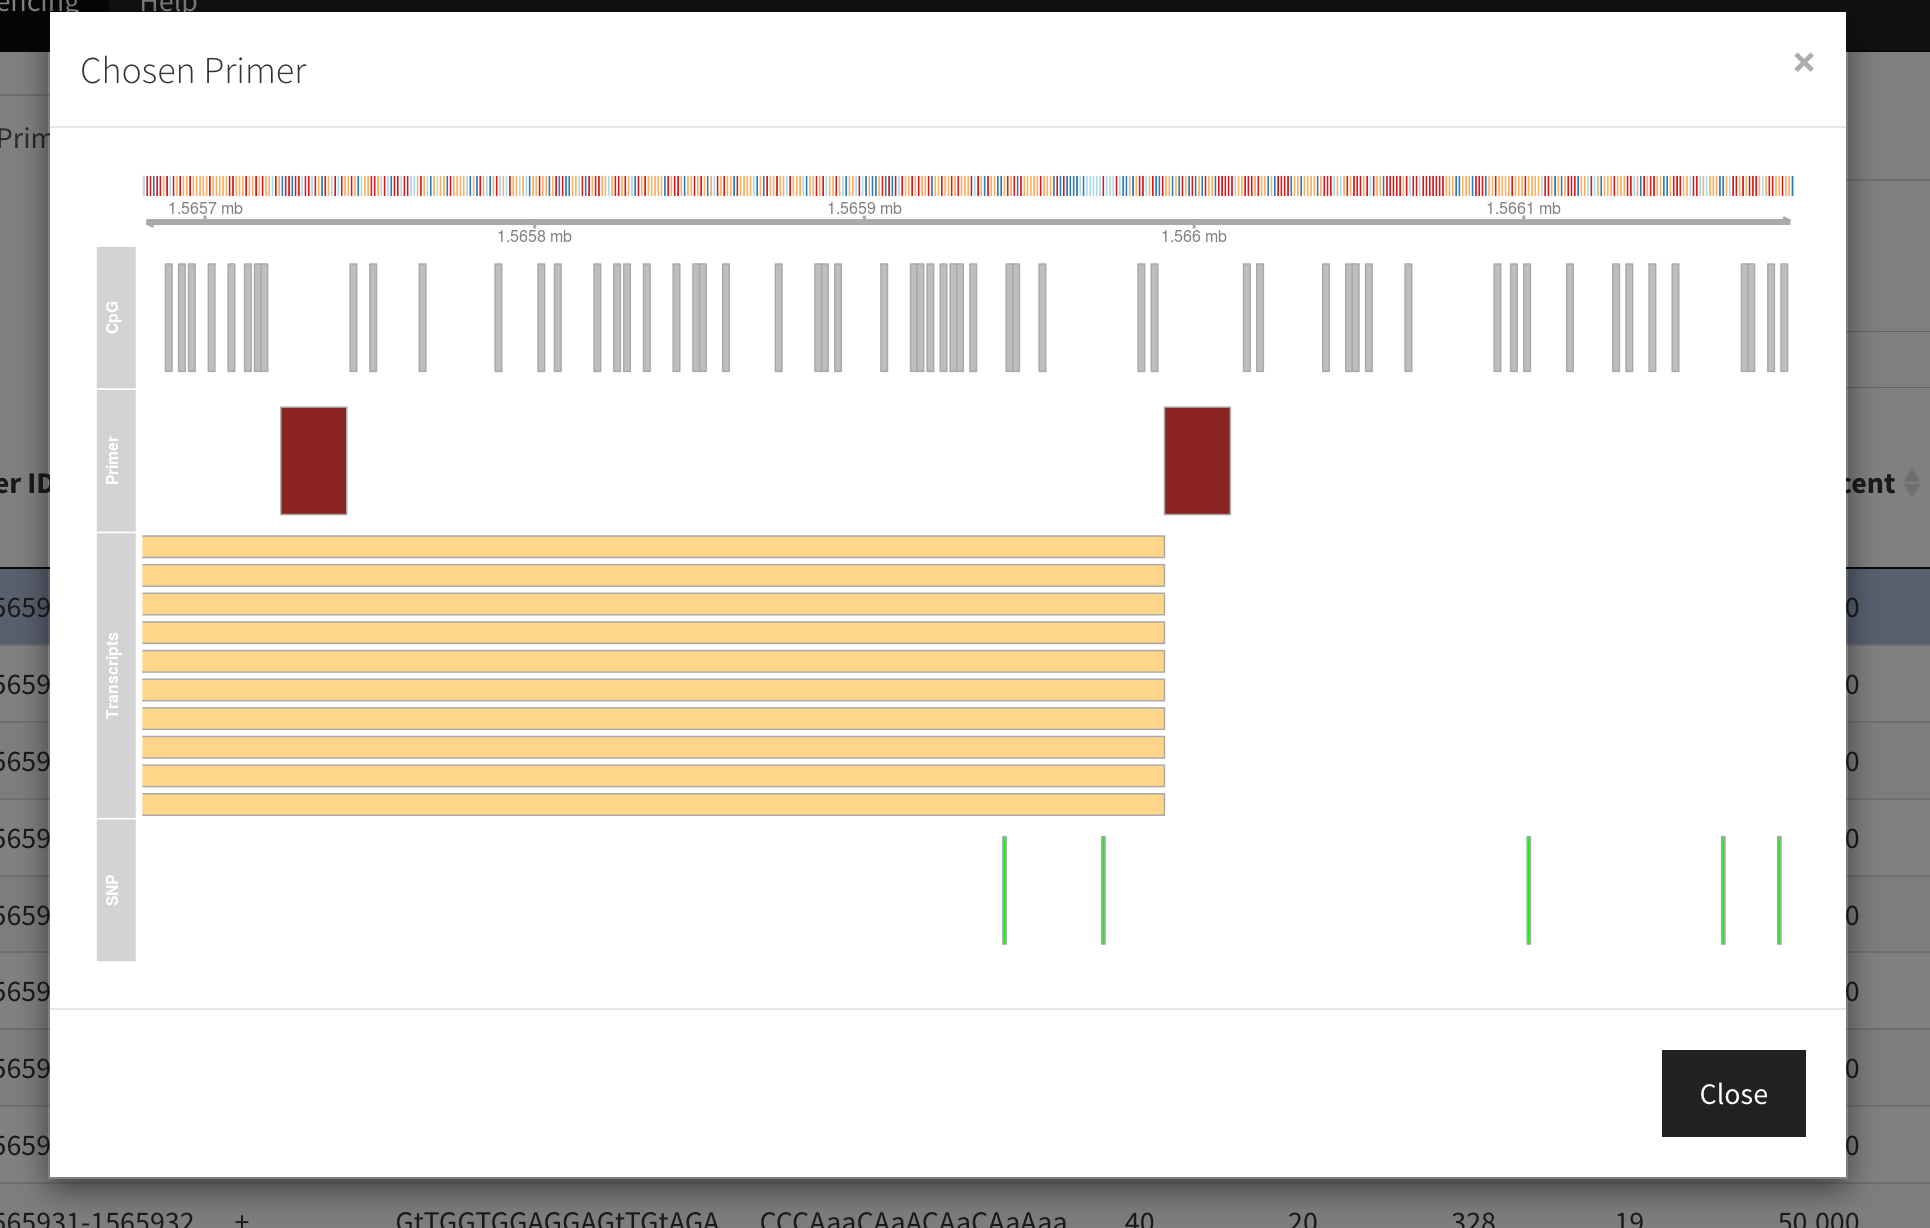 Help
Chosen Primer
×
1.5657 mb
1.5659 mb
1.5661 mb
1.5658 mb
1.566 mb
CpG
Primer
Transcripts
SNP
er ID
cent
5659 0
5659 0
5659 0
5659 0
5659 0
5659 0
5659 0
5659 0
Close
565931-1565932 + GtTGGTGGAGGAGtTGtAGA CCCAaaCAaACAaCAaAaa 40 20 328 19 50.000